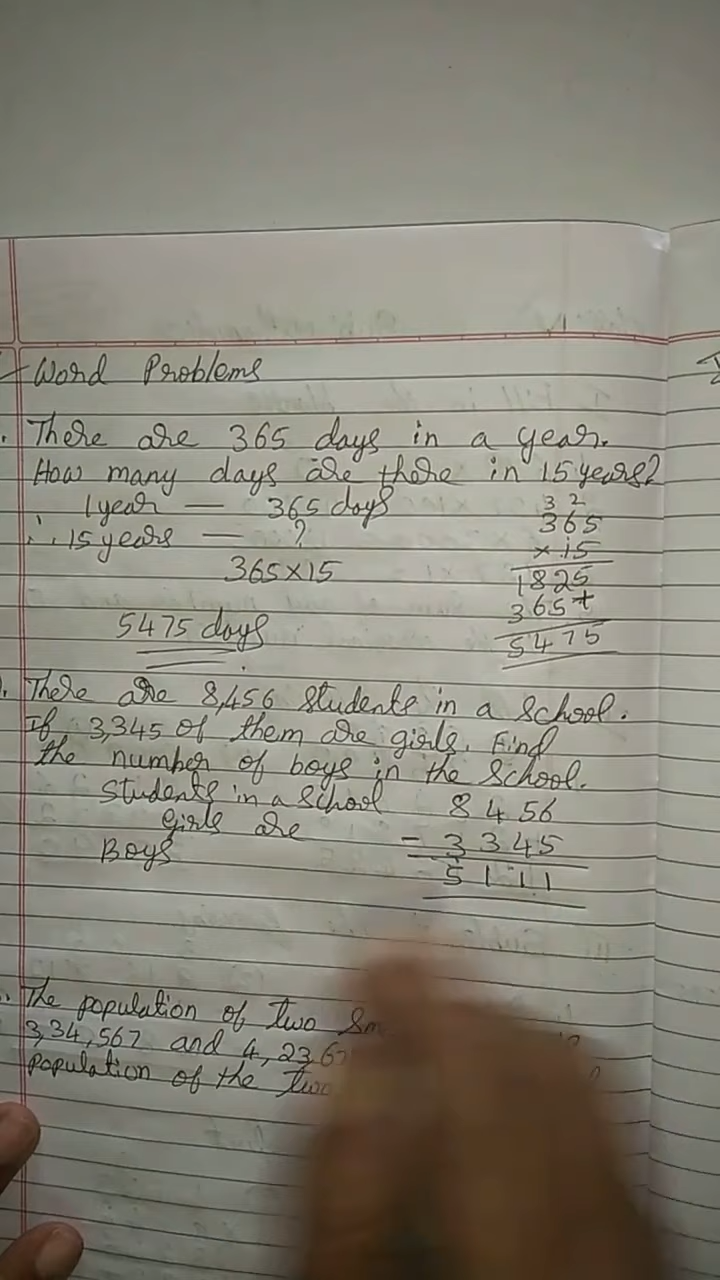 Word Problems
There are 365 days in a year.
How many days are there in 15 years?
1 year — 365 days
∴ 15 years — ?
365×15
5475 days
3 2
365
× 15
1825
365+
5475
There are 8,456 students in a school.
If 3,345 of them are girls. Find
the number of boys in the school.
Students in a school 8456
Girls are - 3345
Boys 5111
The population of two
3,34,567 and 4,23,6
population of the two